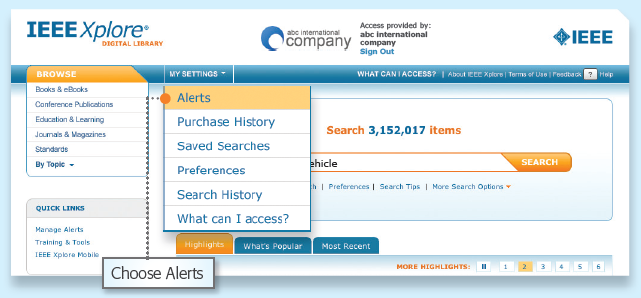 IEEE Xplore®
DIGITAL LIBRARY
abc international
company
Access provided by:
abc international
company
Sign Out
IEEE
BROWSE
MY SETTINGS
WHAT CAN I ACCESS? | About IEEE Xplore | Terms of Use | Feedback ? Help
Books & eBooks
Conference Publications
Education & Learning
Journals & Magazines
Standards
By Topic
Alerts
Purchase History
Saved Searches
Preferences
Search History
What can I access?
Search 3,152,017 items
SEARCH
| Preferences | Search Tips | More Search Options
QUICK LINKS
Manage Alerts
Training & Tools
IEEE Xplore Mobile
Highlights
What's Popular
Most Recent
MORE HIGHLIGHTS: 1 2 3 4 5 6
Choose Alerts